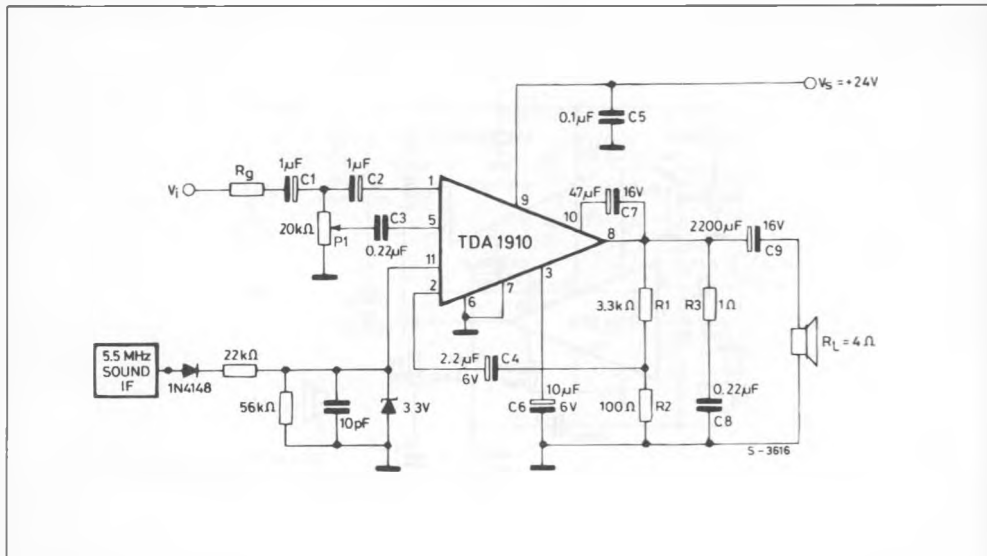 Vs = +24V
0.1µF C5
1µF
C1
1µF
C2
Rg
Vi
1
9
47µF 16V
C7
10
20kΩ
P1
C3
0.22µF
5
TDA 1910
8
2200µF 16V
C9
11
2
3
6
7
3.3kΩ R1
R3 1Ω
RL = 4Ω
5.5 MHz
SOUND
IF
1N4148
22kΩ
2.2µF C4
6V
56kΩ
10pF
3.3V
10µF
C6 6V
100Ω R2
0.22µF
C8
S-3616